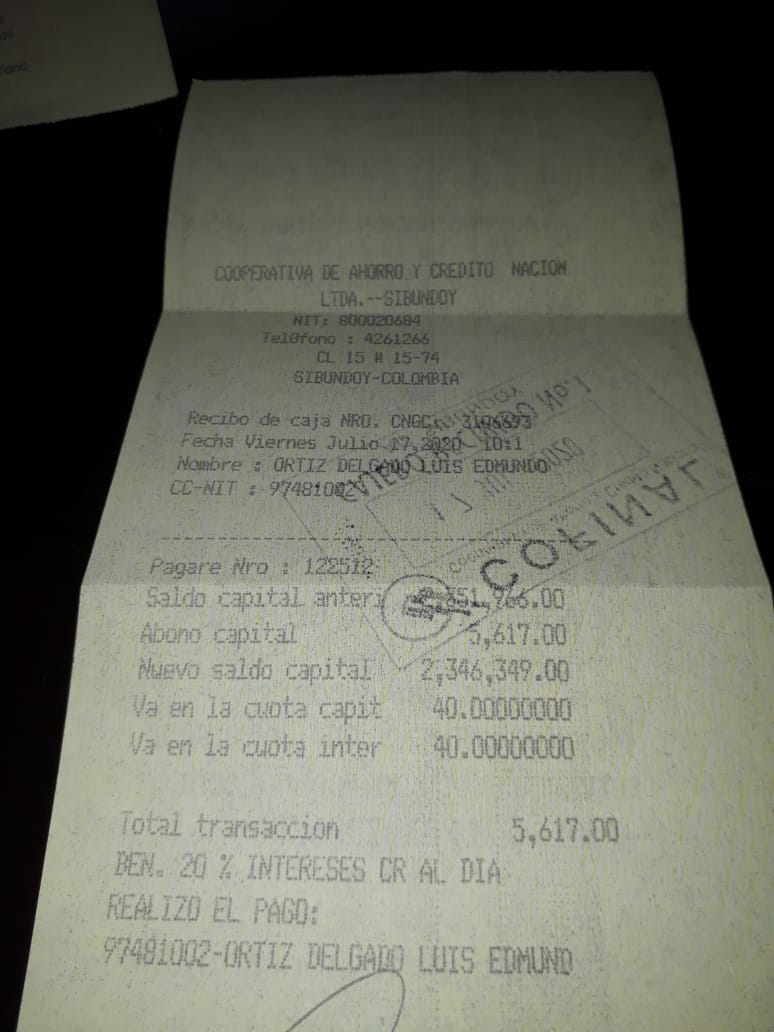 COOPERATIVA DE AHORRO Y CREDITO NACION
LTDA.--SIBUNDOY
NIT: 800020684
Teléfono : 4261266
CL 15 # 15-74
SIBUNDOY-COLOMBIA
Recibo de caja NRO. CNGC:
Fecha Viernes Julio 17,2020 10:1
Nombre : ORTIZ DELGADO LUIS EDMUNDO
CC-NIT : 97481002
Pagare Nro : 122512
Saldo capital anteri 2,351,966.00
Abono capital 5,617.00
Nuevo saldo capital 2,346,349.00
Va en la cuota capit 40.00000000
Va en la cuota inter 40.00000000
Total transaccion 5,617.00
BEN. 20 % INTERESES CR AL DIA
REALIZO EL PAGO:
97481002-ORTIZ DELGADO LUIS EDMUND
COFINAL